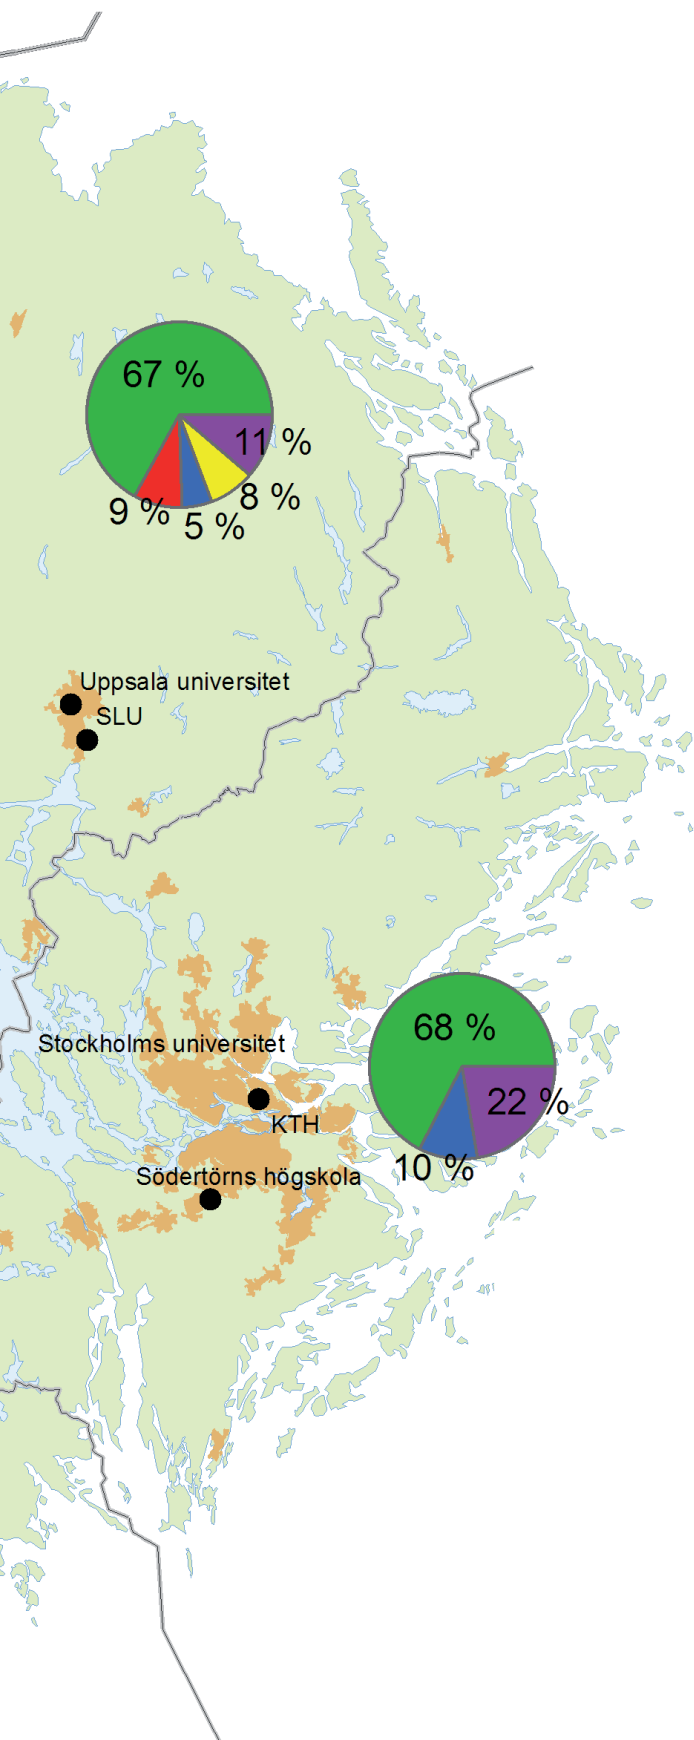 67 %
11 %
8 %
9 %
5 %
Uppsala universitet
SLU
68 %
Stockholms universitet
22 %
KTH
10 %
Södertörns högskola